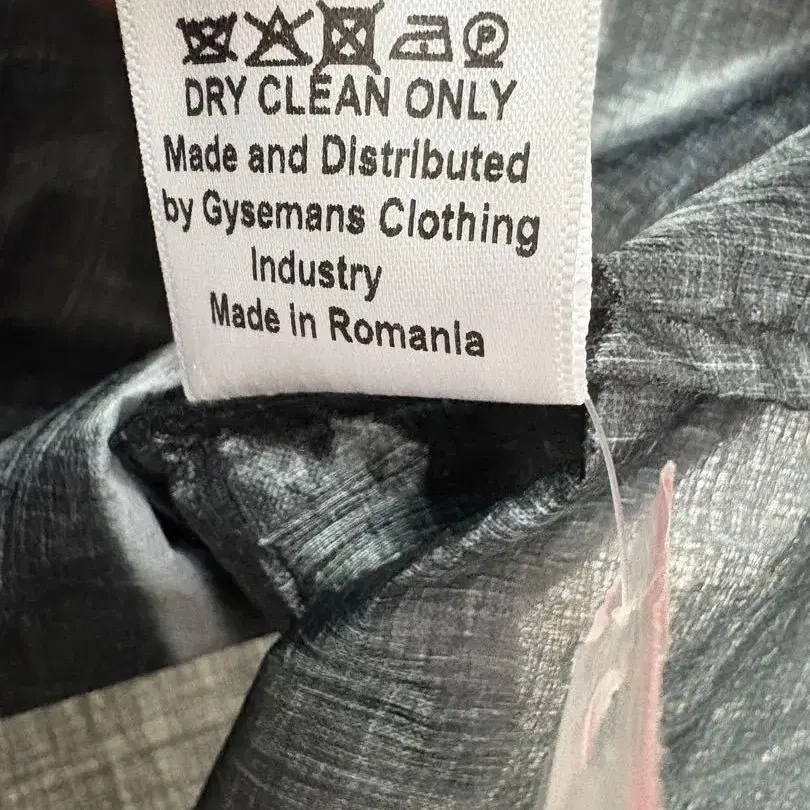 P
DRY CLEAN ONLY
Made and Distributed
by Gysemans Clothing
Industry
Made in Romania